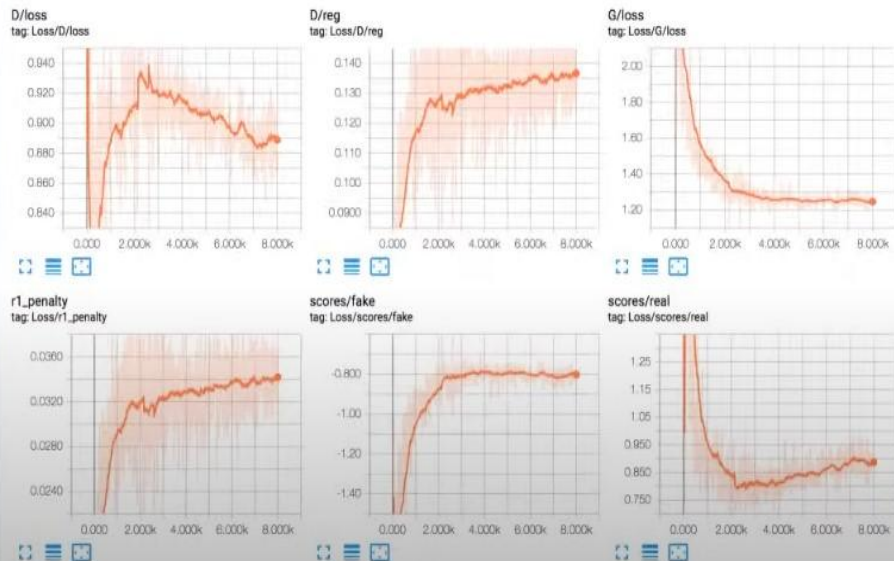 D/loss
tag: Loss/D/loss
0.940
0.920
0.900
0.880
0.860
0.840
0.000 2.000k 4.000k 6.000k 8.000k
D/reg
tag: Loss/D/reg
0.140
0.130
0.120
0.110
0.100
0.0900
0.000 2.000k 4.000k 6.000k 8.000k
G/loss
tag: Loss/G/loss
2.00
1.80
1.60
1.40
1.20
0.000 2.000k 4.000k 6.000k 8.000k
r1_penalty
tag: Loss/r1_penalty
0.0360
0.0320
0.0280
0.0240
0.000 2.000k 4.000k 6.000k 8.000k
scores/fake
tag: Loss/scores/fake
-0.800
-1.00
-1.20
-1.40
0.000 2.000k 4.000k 6.000k 8.000k
scores/real
tag: Loss/scores/real
1.25
1.15
1.05
0.950
0.850
0.750
0.000 2.000k 4.000k 6.000k 8.000k